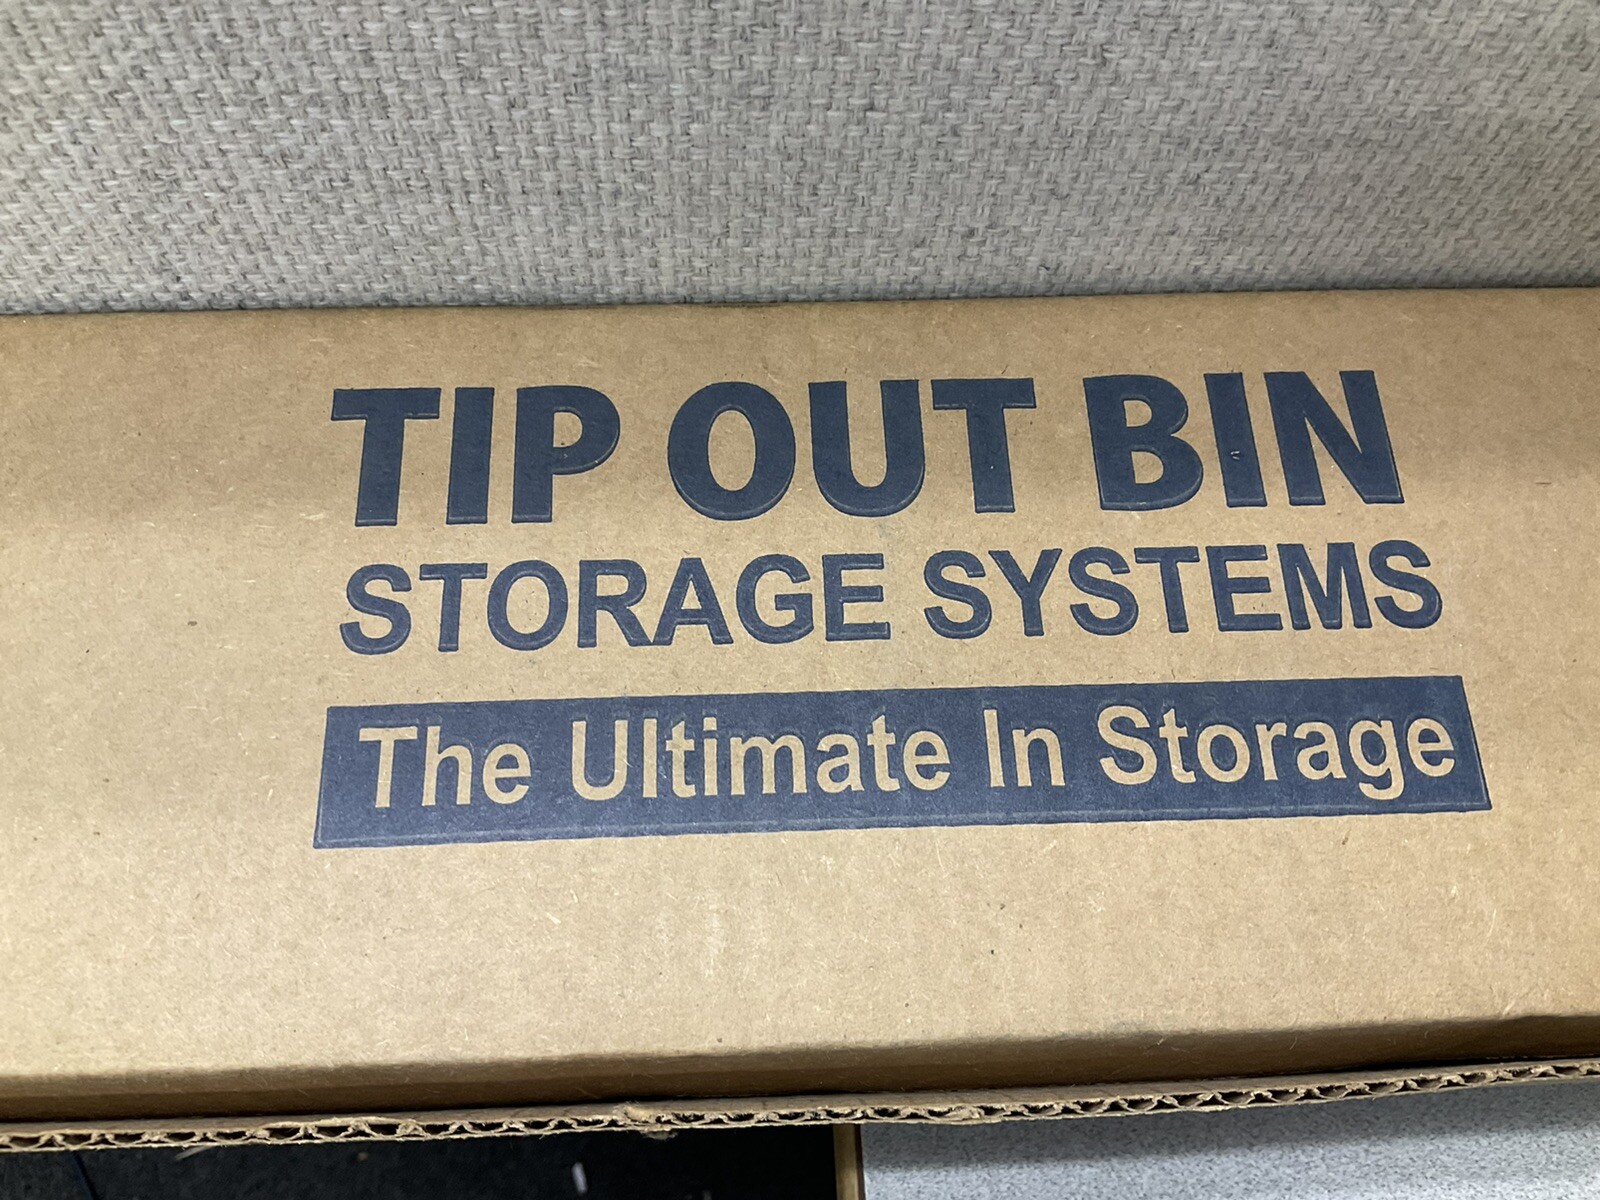 TIP OUT BIN
STORAGE SYSTEMS
The Ultimate In Storage